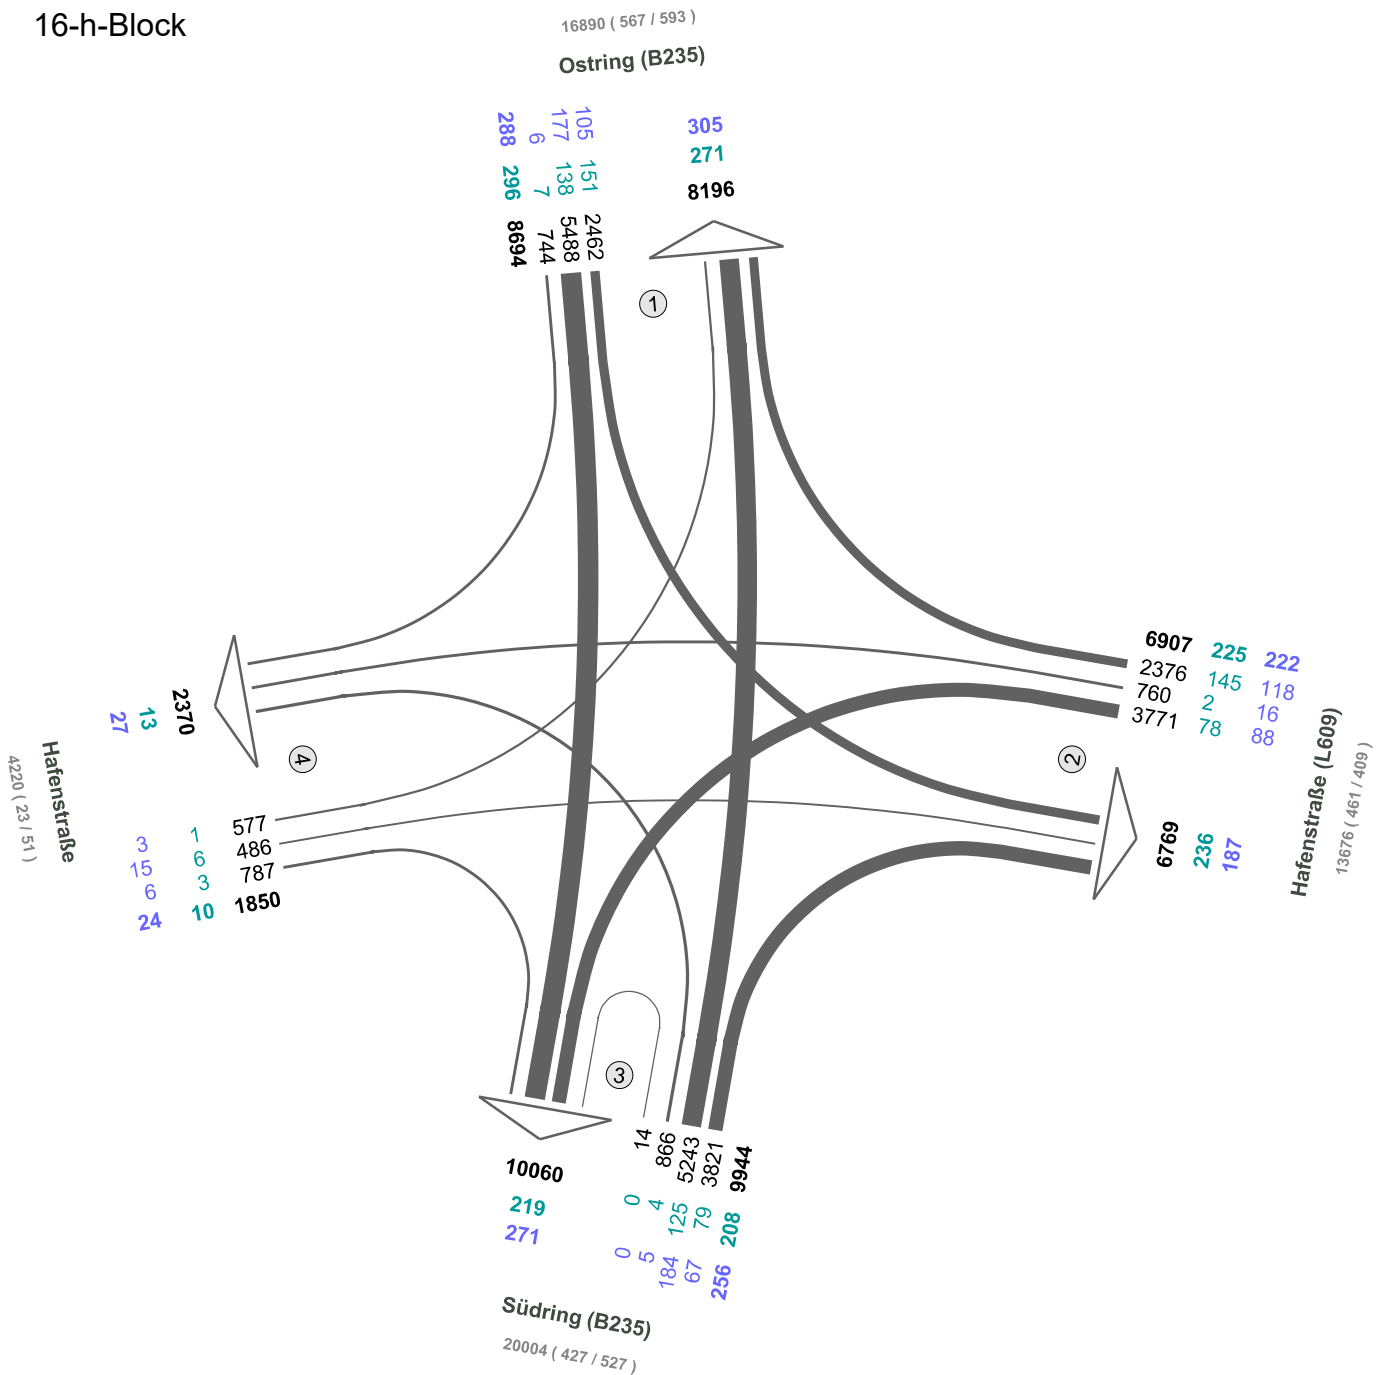 16-h-Block
16890 ( 567 / 593 )
Ostring (B235)
288 6 177 105
296 7 138 151
8694 744 5488 2462
305
271
8196
1
6907 225 222
2376 145 118
760 2 16
3771 78 88
2
Hafenstraße (L609)
13676 ( 461 / 409 )
6769 236 187
27 13 2370
4
Hafenstraße
4220 ( 23 / 51 )
3 1 577
15 6 486
6 3 787
24 10 1850
3
14 866 5243 3821 9944
0 4 125 79 208
0 5 184 67 256
10060
219
271
Südring (B235)
20004 ( 427 / 527 )